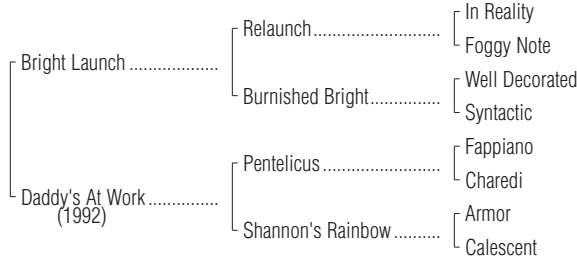 In Reality
Relaunch
Foggy Note
Bright Launch
Well Decorated
Burnished Bright
Syntactic
Fappiano
Pentelicus
Charedi
Daddy's At Work
(1992)
Armor
Shannon's Rainbow
Calescent